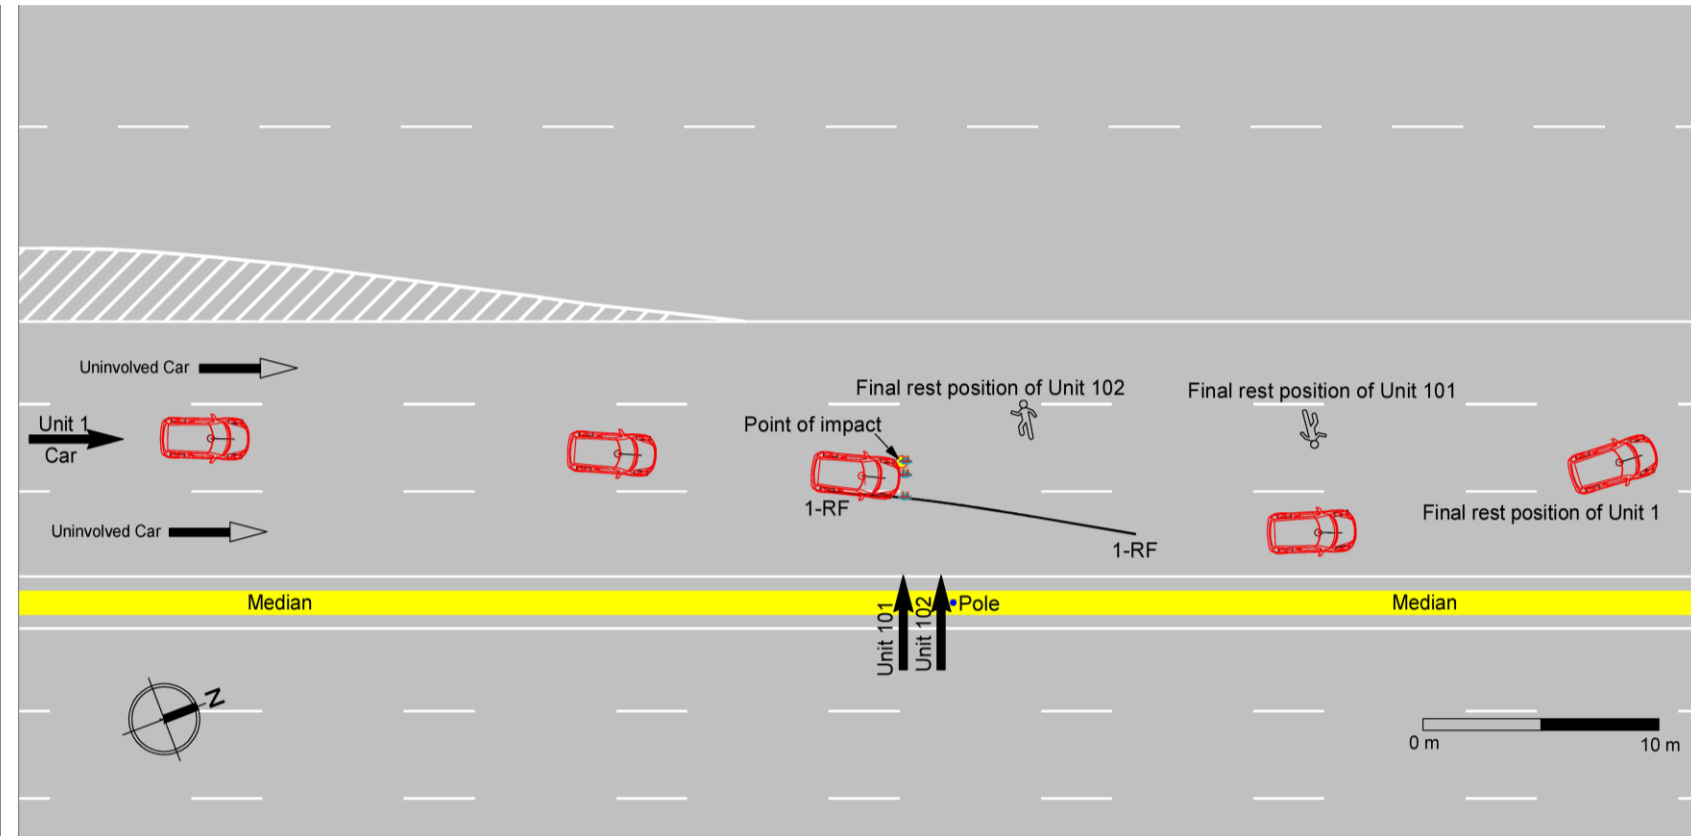 Uninvolved Car
Final rest position of Unit 102
Final rest position of Unit 101
Unit 1
Car
Point of impact
1-RF
Final rest position of Unit 1
Uninvolved Car
1-RF
Median
Unit 101
Unit 102
Pole
Median
N
0 m
10 m